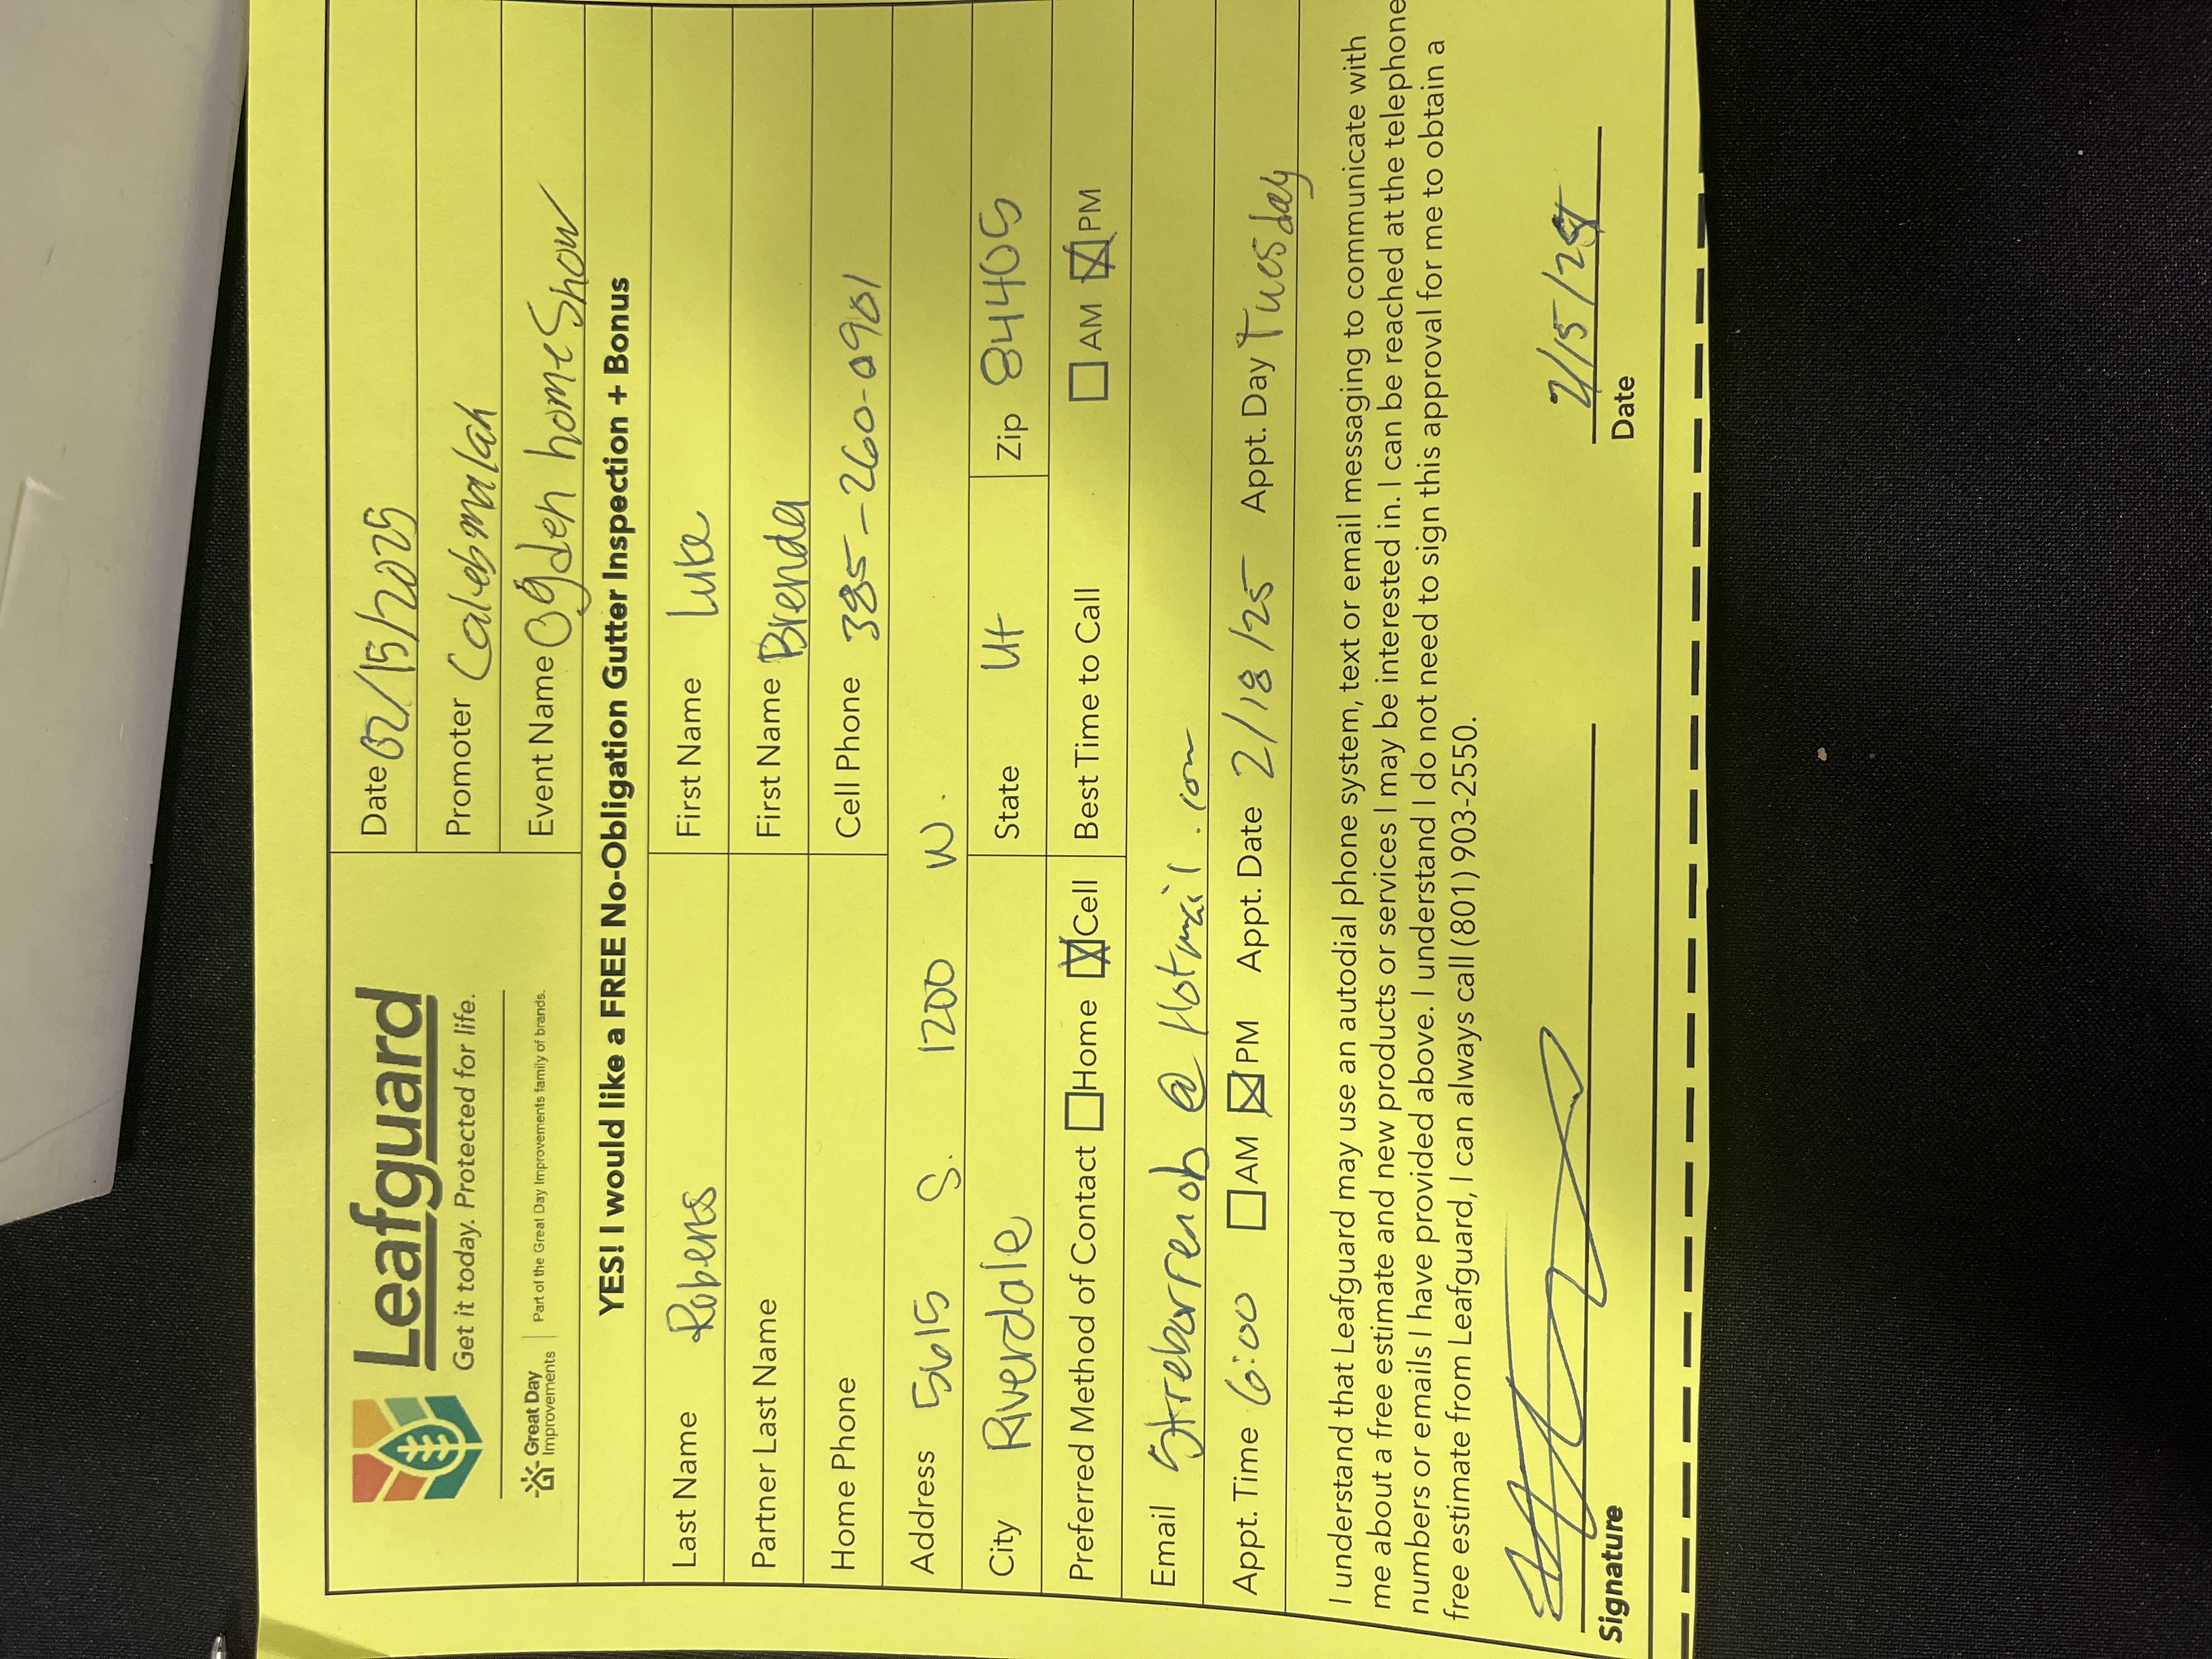 Leafguard
Get it today. Protected for life.
Great Day Improvements
Part of the Great Day Improvements family of brands.
Date 02/15/2025
Promoter Caleb malah
Event Name Ogden home Show
YES! I would like a FREE No-Obligation Gutter Inspection + Bonus
Last Name Roberts First Name Luke
Partner Last Name First Name Brenda
Home Phone Cell Phone 385-260-0901
Address 5615 S. 1200 W.
City Riverdale State Ut Zip 84405
Preferred Method of Contact Home Cell Best Time to Call AM PM
Email @ Hotmail.com
Appt. Time 6:00 AM PM Appt. Date 2/18/25 Appt. Day Tuesday
I understand that Leafguard may use an autodial phone system, text or email messaging to communicate with
me about a free estimate and new products or services I may be interested in. I can be reached at the telephone
numbers or emails I have provided above. I understand I do not need to sign this approval for me to obtain a
free estimate from Leafguard, I can always call (801) 903-2550.
2/15/25
Signature Date